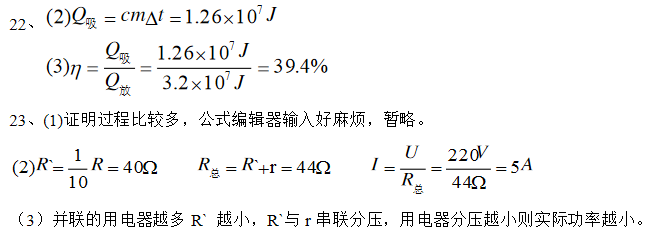 22、(2)Q吸 = cmΔt = 1.26×10⁷ J
(3)η = Q吸/Q放 = 1.26×10⁷J/3.2×10⁷J = 39.4%
23、(1)证明过程比较多，公式编辑器输入好麻烦，暂略。
(2)R`= 1/10 R = 40Ω R总 = R`+r = 44Ω I = U/R总 = 220V/44Ω = 5A
（3）并联的用电器越多 R` 越小，R`与 r 串联分压，用电器分压越小则实际功率越小。